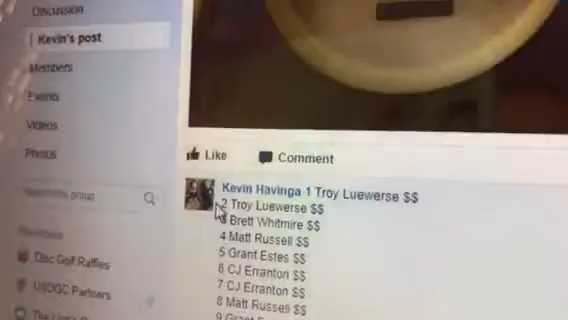 Discussion
Kevin's post
Members
Events
Videos
Photos
Search this group
Like
Comment
Kevin Havinga 1 Troy Luewerse $$
2 Troy Luewerse $$
3 Brett Whitmire $$
4 Matt Russell $$
5 Grant Estes $$
6 CJ Erranton $$
7 CJ Erranton $$
8 Matt Russell $$
9 Grant
Disc Golf Raffles
USDGC Partners